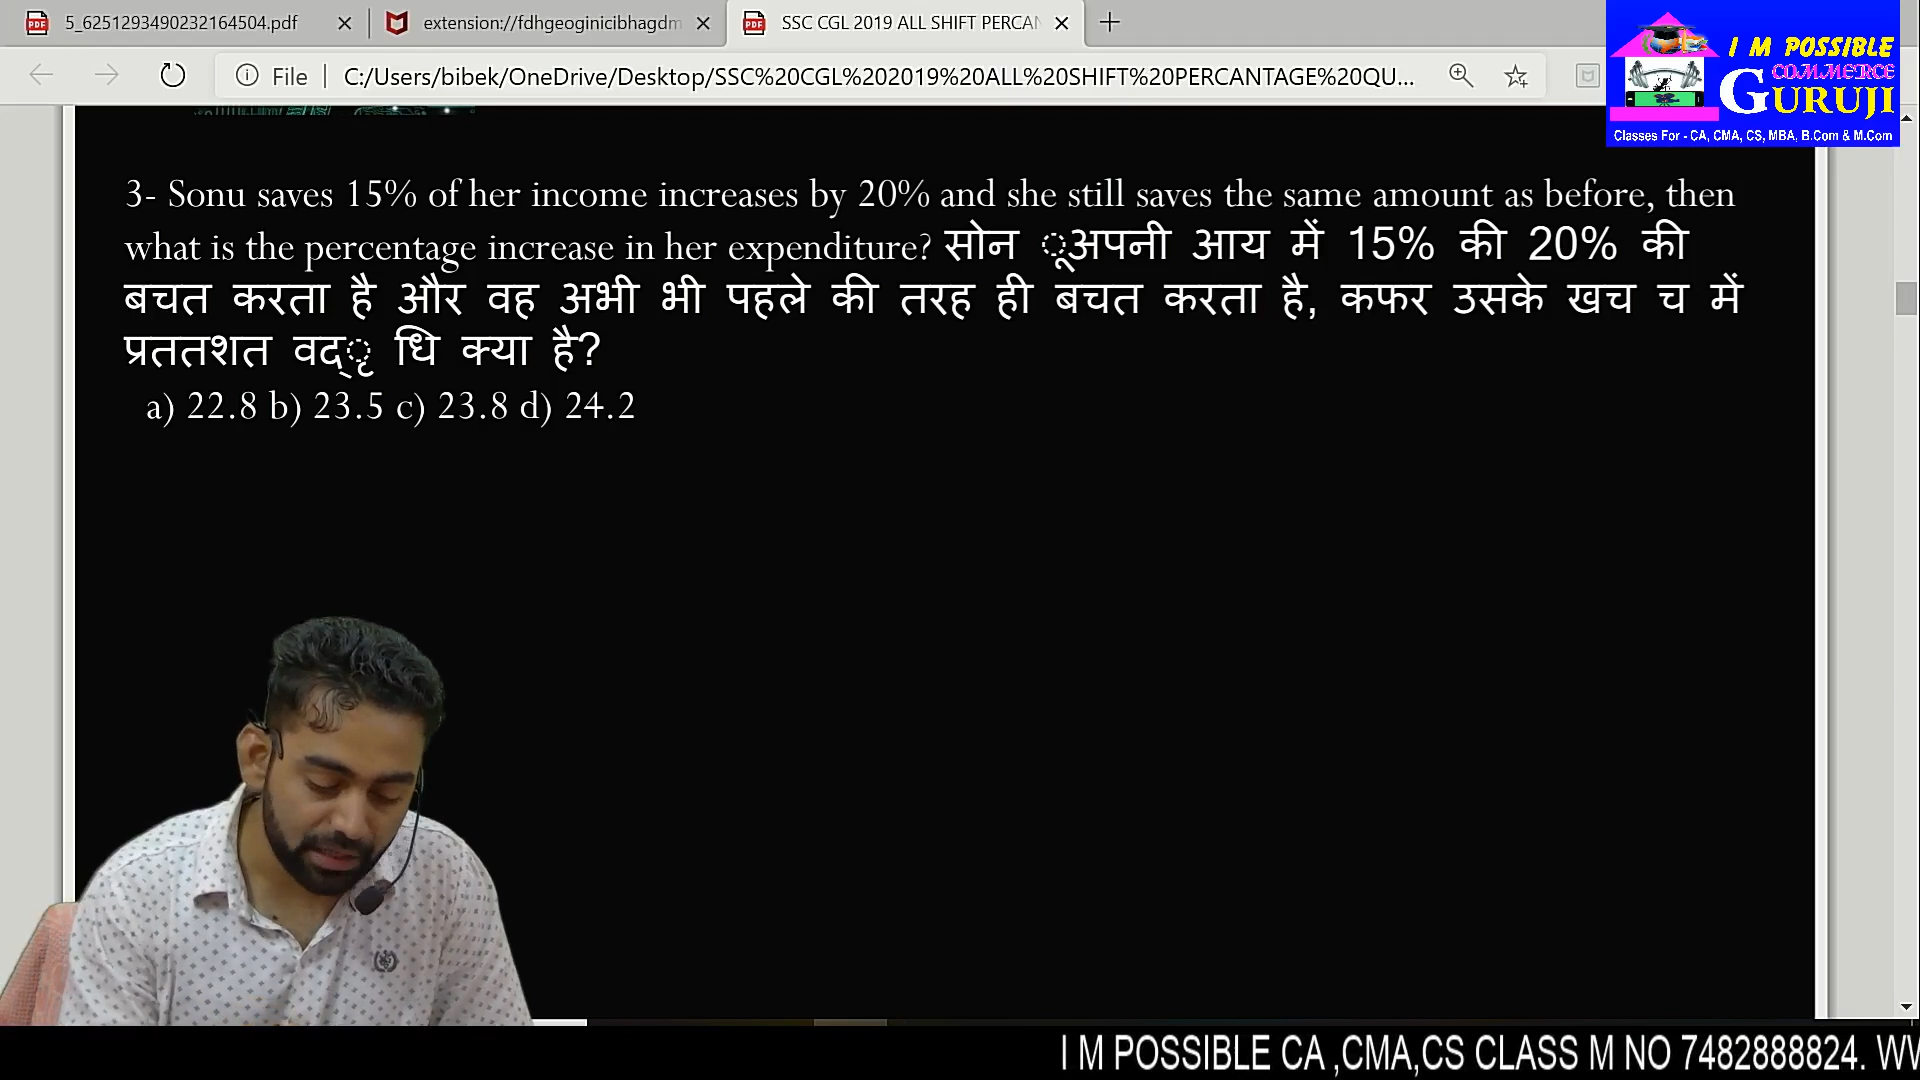 5_6251293490232164504.pdf
extension://fdhgeoginicibhagdm
SSC CGL 2019 ALL SHIFT PERCAN
File | C:/Users/bibek/OneDrive/Desktop/SSC%20CGL%202019%20ALL%20SHIFT%20PERCANTAGE%20QU...
I M POSSIBLE
COMMERCE
GURUJI
Classes For - CA, CMA, CS, MBA, B.Com & M.Com
3- Sonu saves 15% of her income increases by 20% and she still saves the same amount as before, then
what is the percentage increase in her expenditure? सोन ूअपनी आय में 15% की 20% की
बचत करता है और वह अभी भी पहले की तरह ही बचत करता है, कफर उसके खच च में
प्रततशत वद्ृ धि क्या है?
a) 22.8 b) 23.5 c) 23.8 d) 24.2
I M POSSIBLE CA ,CMA,CS CLASS M NO 7482888824. WV